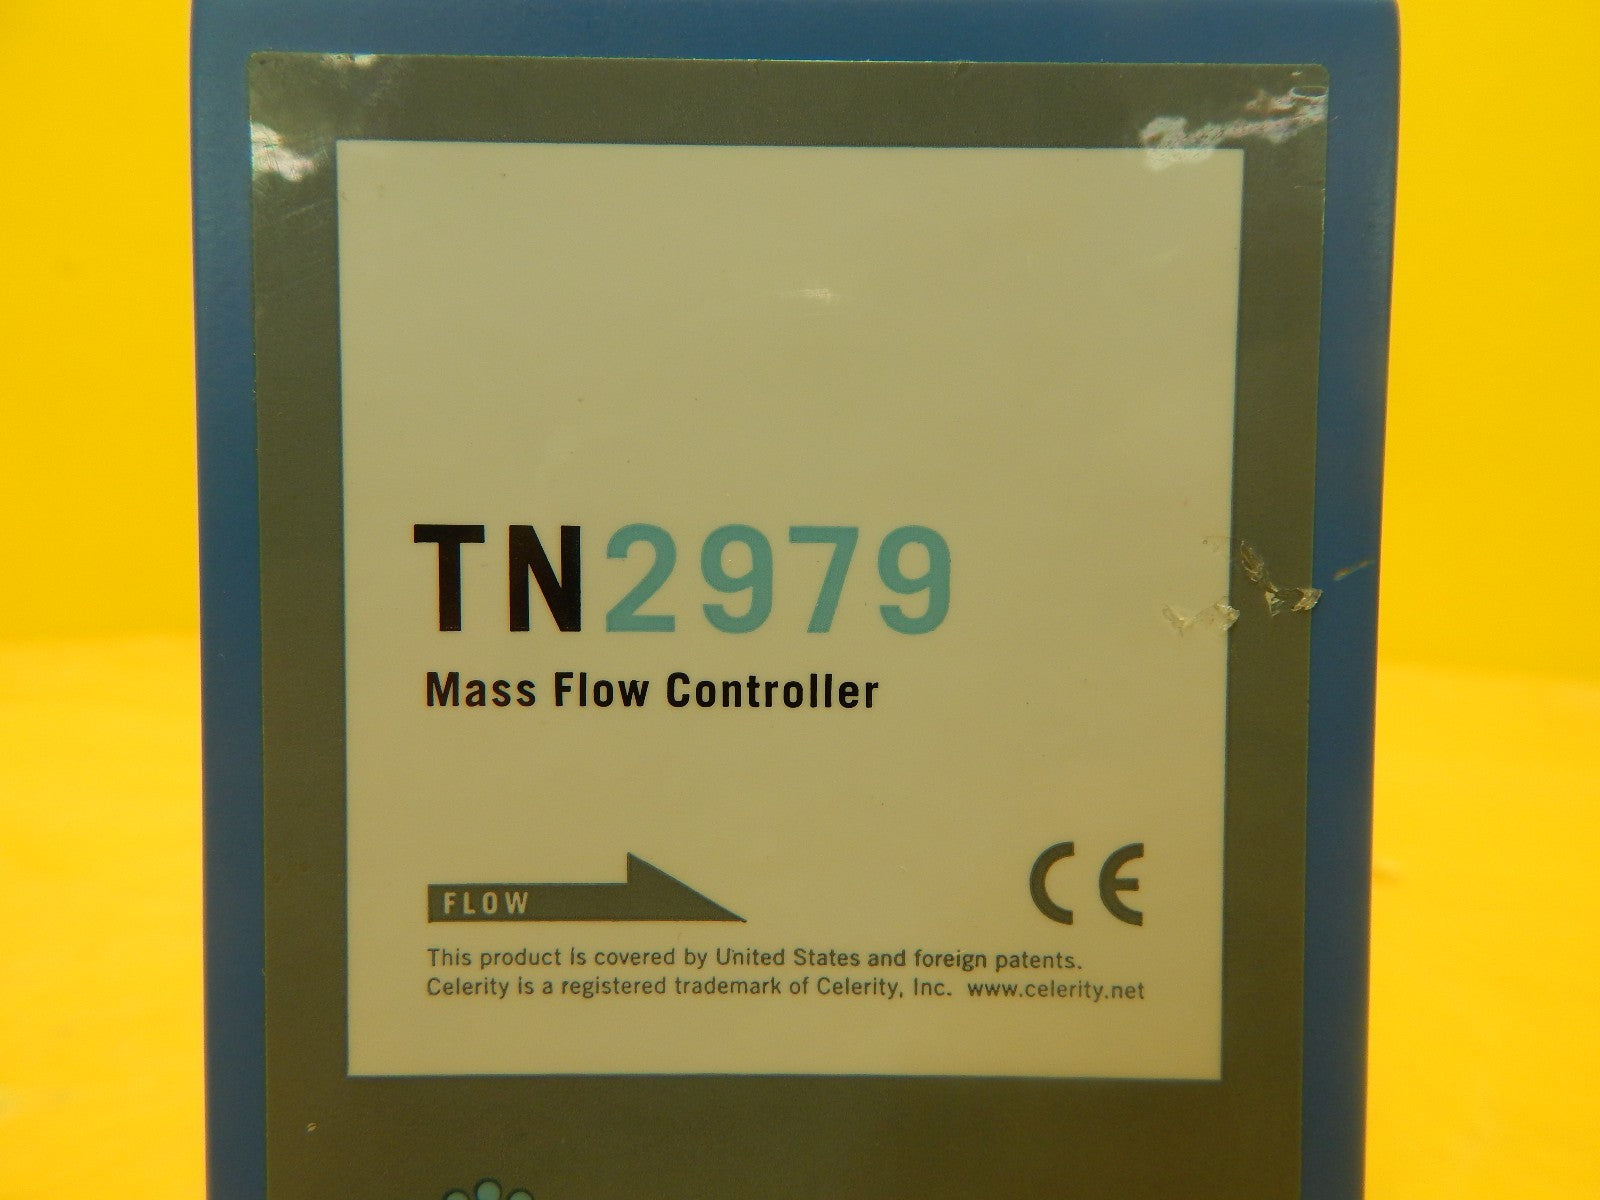 TN2979
Mass Flow Controller
FLOW
CE
This product is covered by United States and foreign patents.
Celerity is a registered trademark of Celerity, Inc. www.celerity.net